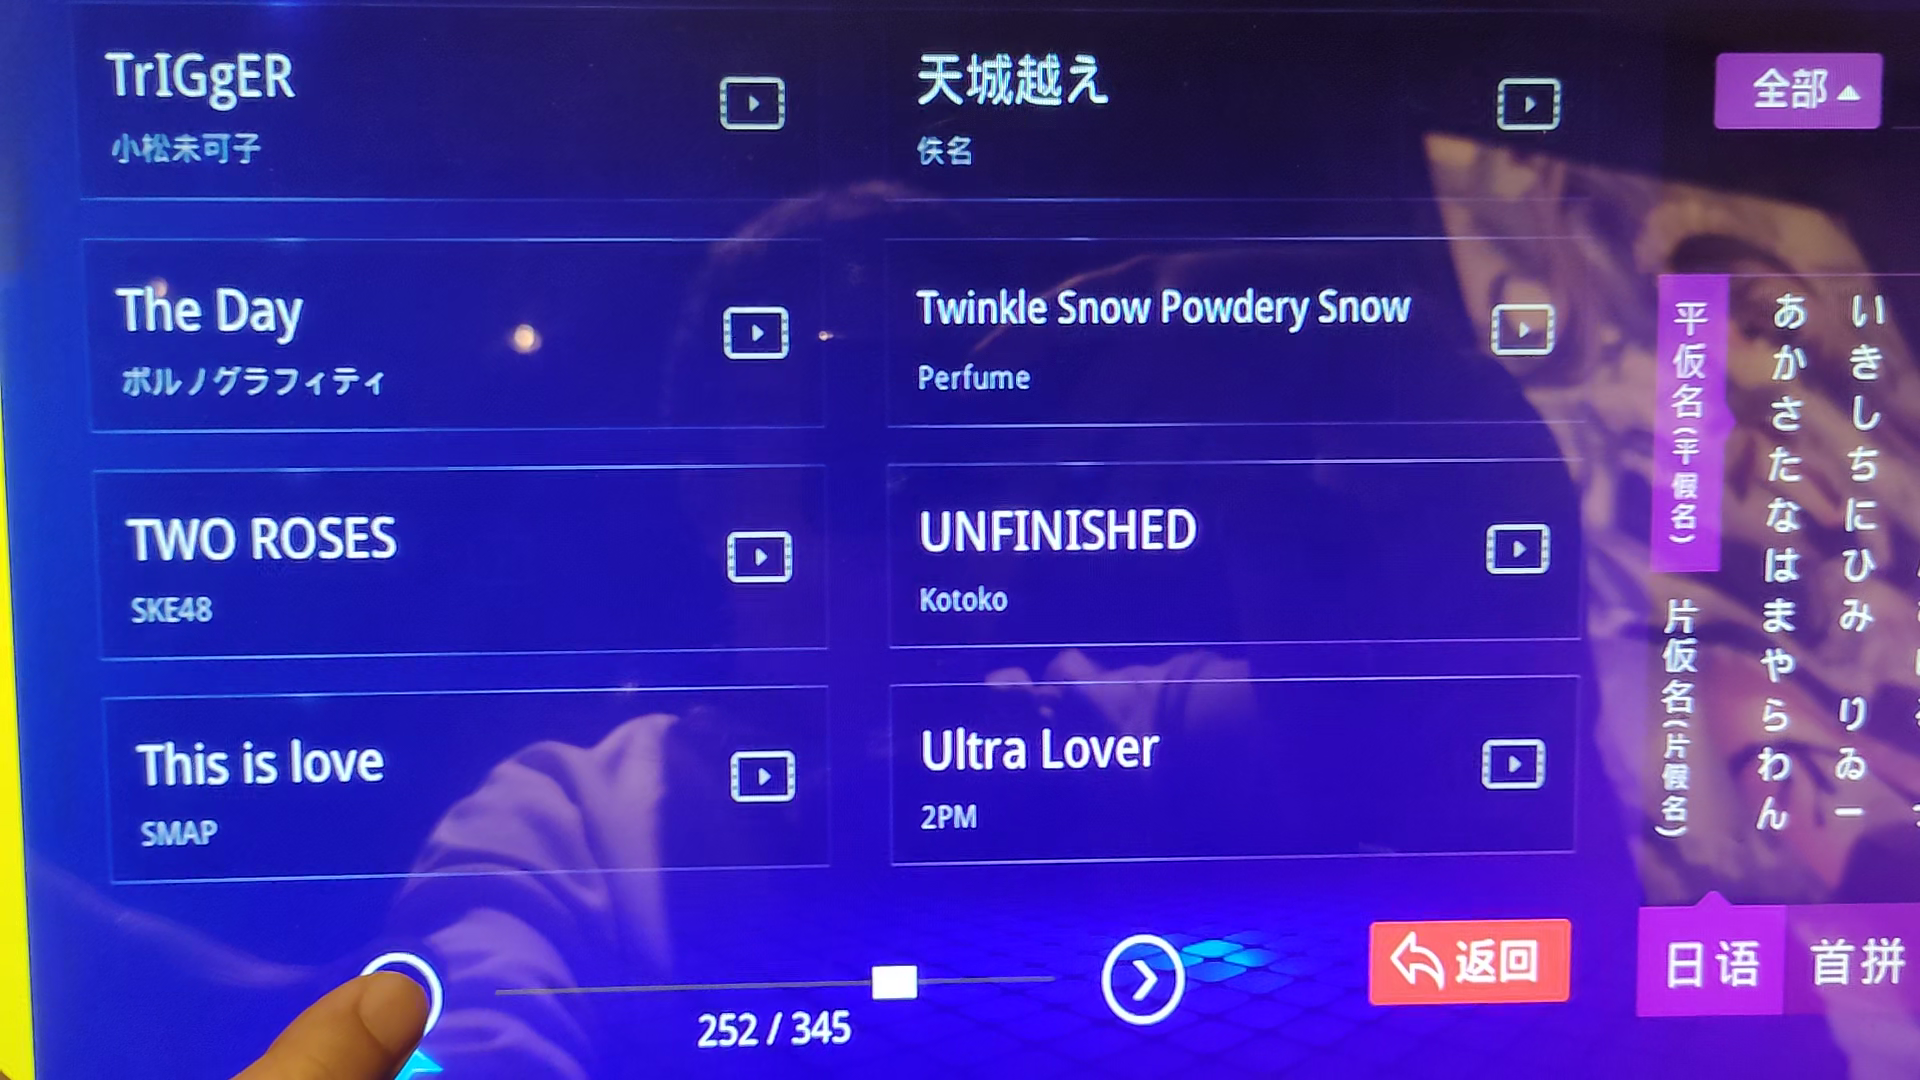 TrIGgER
小松未可子
天城越え
佚名
The Day
ポルノグラフィティ
Twinkle Snow Powdery Snow
Perfume
TWO ROSES
SKE48
UNFINISHED
Kotoko
This is love
SMAP
Ultra Lover
2PM
252 / 345
返回
全部
平仮名(平假名)
片仮名(片假名)
あかさたなはまやらわん
いきしちにひみ りゐー
日语
首拼